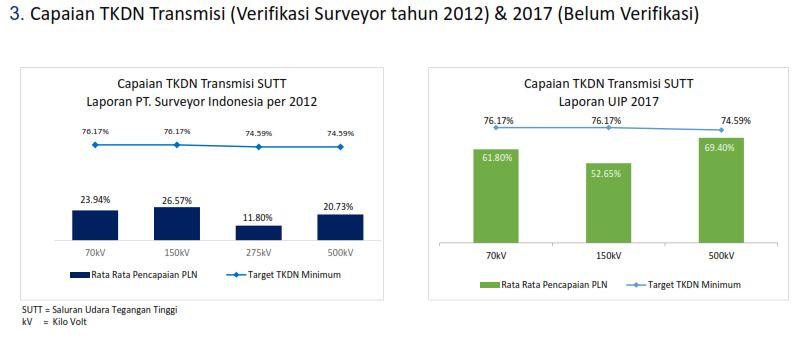 3. Capaian TKDN Transmisi (Verifikasi Surveyor tahun 2012) & 2017 (Belum Verifikasi)
Capaian TKDN Transmisi SUTT
Laporan PT. Surveyor Indonesia per 2012
76.17% 76.17% 74.59% 74.59%
23.94% 26.57% 11.80% 20.73%
70kV 150kV 275kV 500kV
Rata Rata Pencapaian PLN Target TKDN Minimum
Capaian TKDN Transmisi SUTT
Laporan UIP 2017
76.17% 76.17% 74.59%
61.80% 52.65% 69.40%
70kV 150kV 500kV
Rata Rata Pencapaian PLN Target TKDN Minimum
SUTT = Saluran Udara Tegangan Tinggi
kV = Kilo Volt